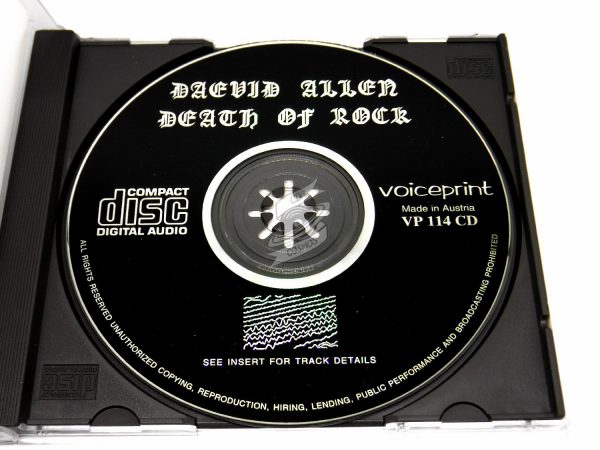 DAEVID ALLEN
DEATH OF ROCK
COMPACT
disc
DIGITAL AUDIO
voiceprint
Made in Austria
VP 114 CD
COSMOS
SEE INSERT FOR TRACK DETAILS
ALL RIGHTS RESERVED UNAUTHORIZED COPYING, REPRODUCTION, HIRING, LENDING, PUBLIC PERFORMANCE AND BROADCASTING PROHIBITED